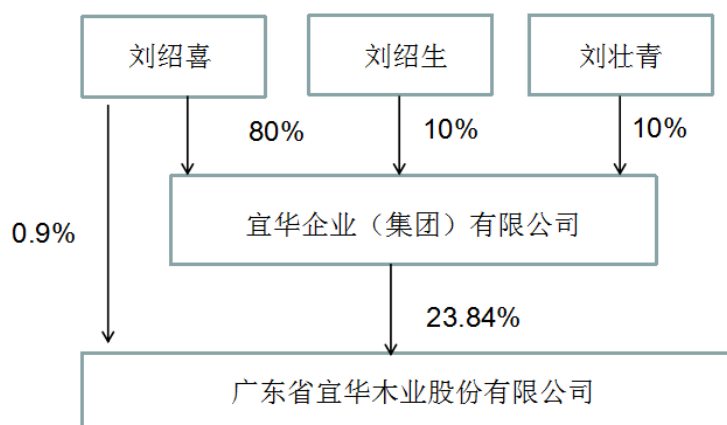 刘绍喜
刘绍生
刘壮青
80%
10%
10%
宜华企业（集团）有限公司
0.9%
23.84%
广东省宜华木业股份有限公司